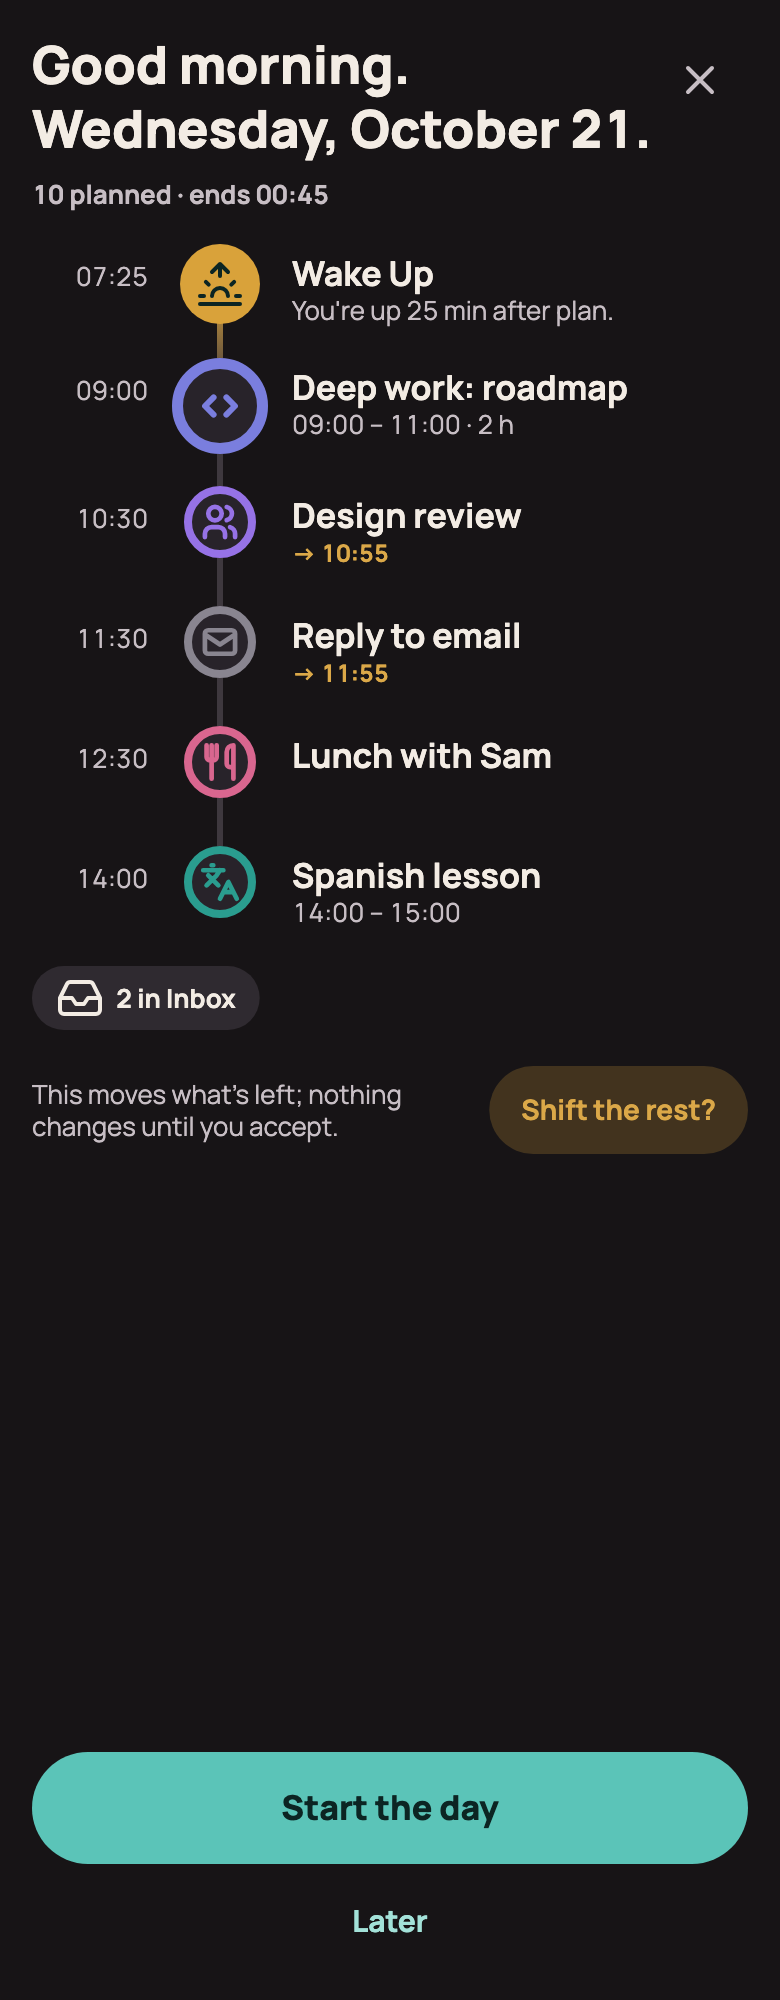 Good morning.
Wednesday, October 21.
10 planned · ends 00:45
07:25
Wake Up
You're up 25 min after plan.
09:00
Deep work: roadmap
09:00 – 11:00 · 2 h
10:30
Design review
→ 10:55
11:30
Reply to email
→ 11:55
12:30
Lunch with Sam
14:00
Spanish lesson
14:00 – 15:00
2 in Inbox
This moves what’s left; nothing
changes until you accept.
Shift the rest?
Start the day
Later